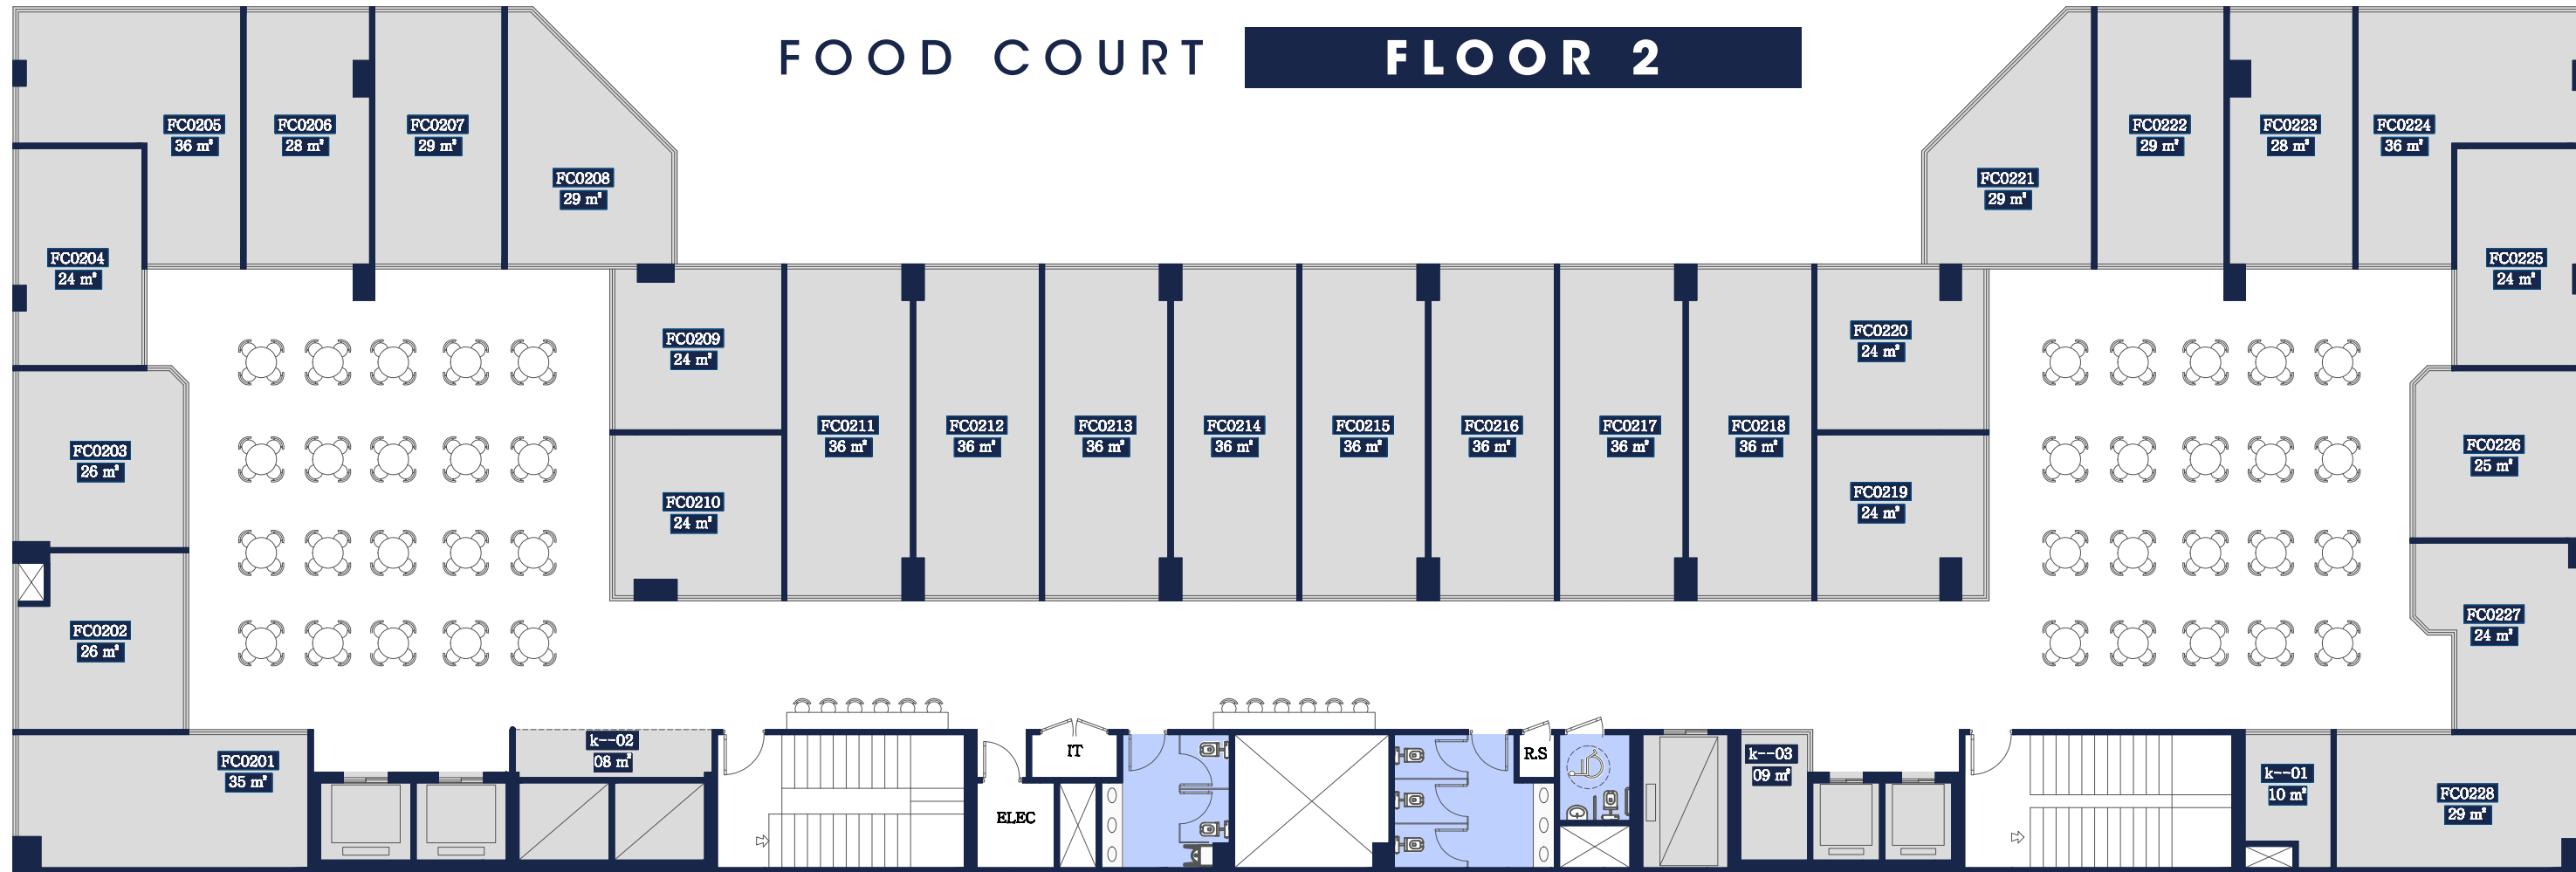 FOOD COURT FLOOR 2
FC0205
36 m²
FC0206
28 m²
FC0207
29 m²
FC0208
29 m²
FC0221
29 m²
FC0222
29 m²
FC0223
28 m²
FC0224
36 m²
FC0204
24 m²
FC0225
24 m²
FC0209
24 m²
FC0220
24 m²
FC0203
26 m²
FC0211
36 m²
FC0212
36 m²
FC0213
36 m²
FC0214
36 m²
FC0215
36 m²
FC0216
36 m²
FC0217
36 m²
FC0218
36 m²
FC0226
25 m²
FC0210
24 m²
FC0219
24 m²
FC0202
26 m²
FC0227
24 m²
FC0201
35 m²
k--02
08 m²
IT
ELEC
R.S
k--03
09 m²
k--01
10 m²
FC0228
29 m²